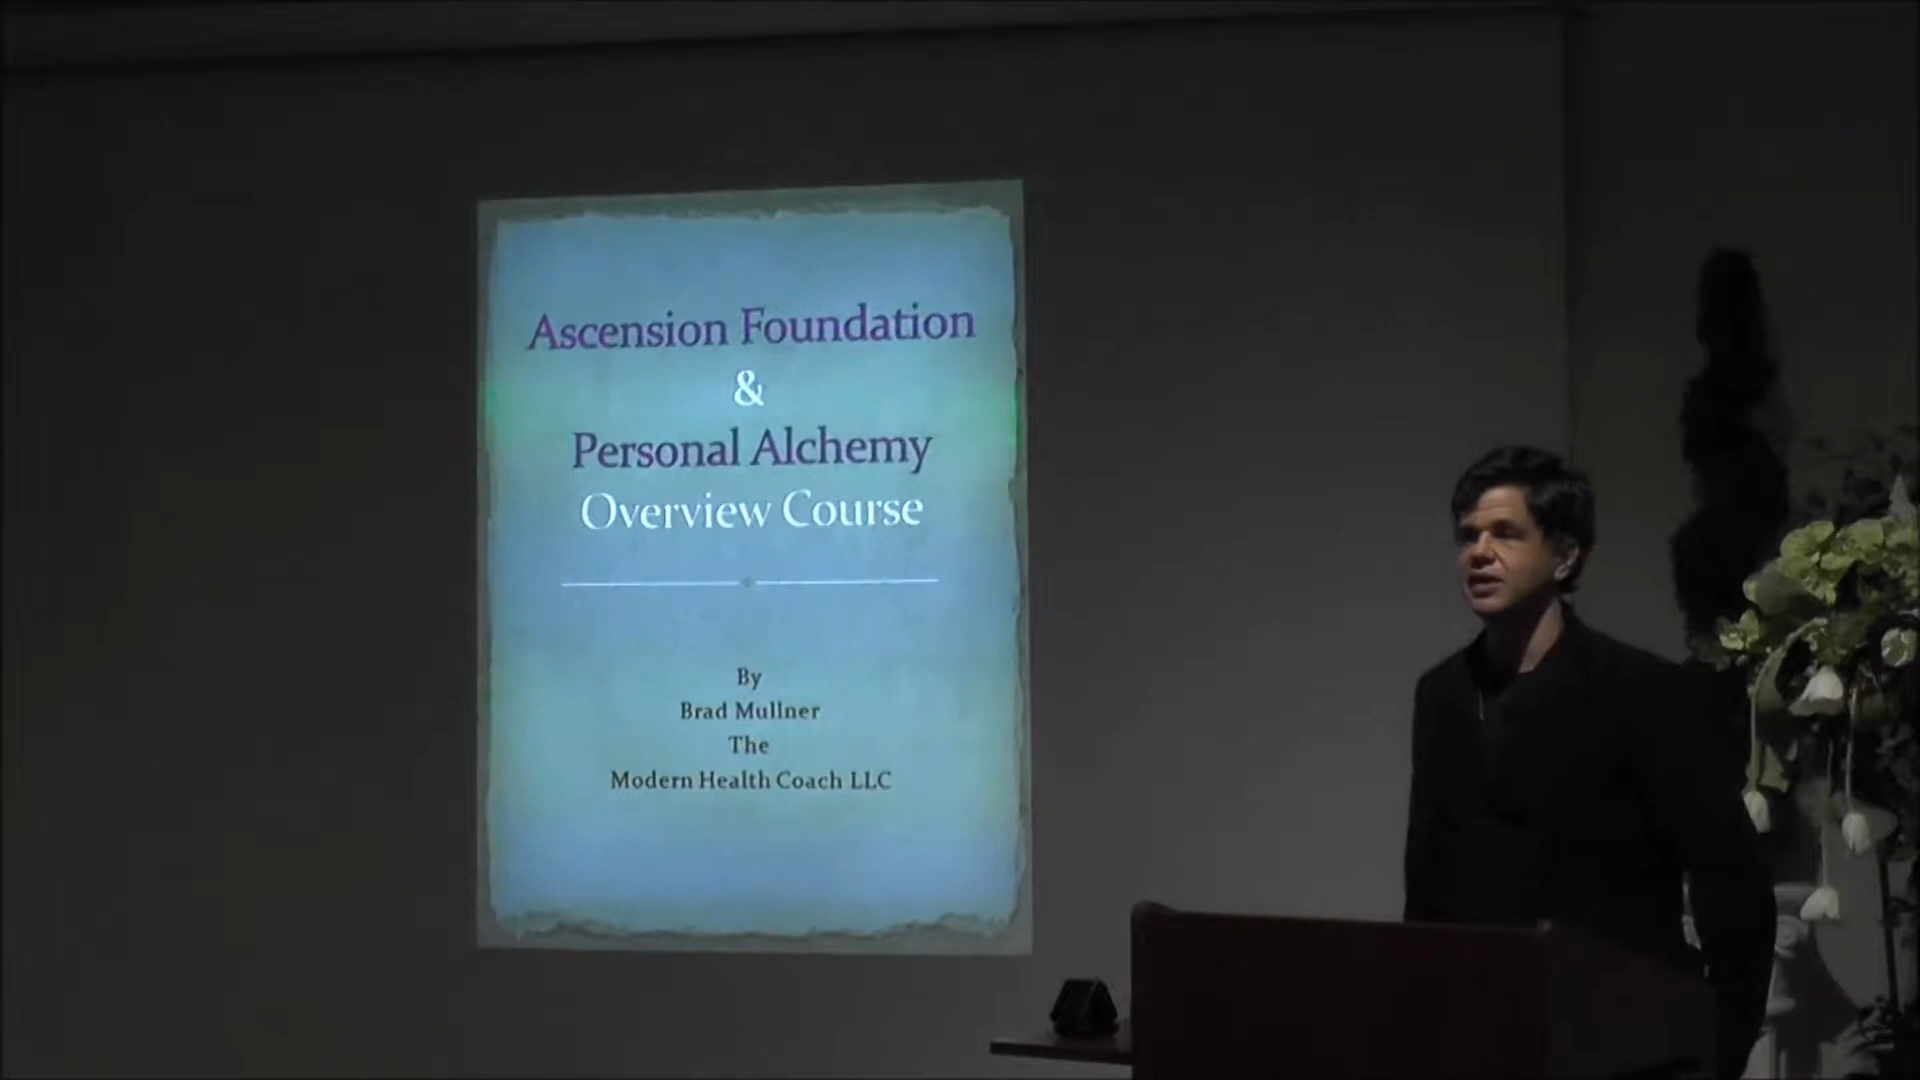 Ascension Foundation
&
Personal Alchemy
Overview Course
By
Brad Mullner
The
Modern Health Coach LLC